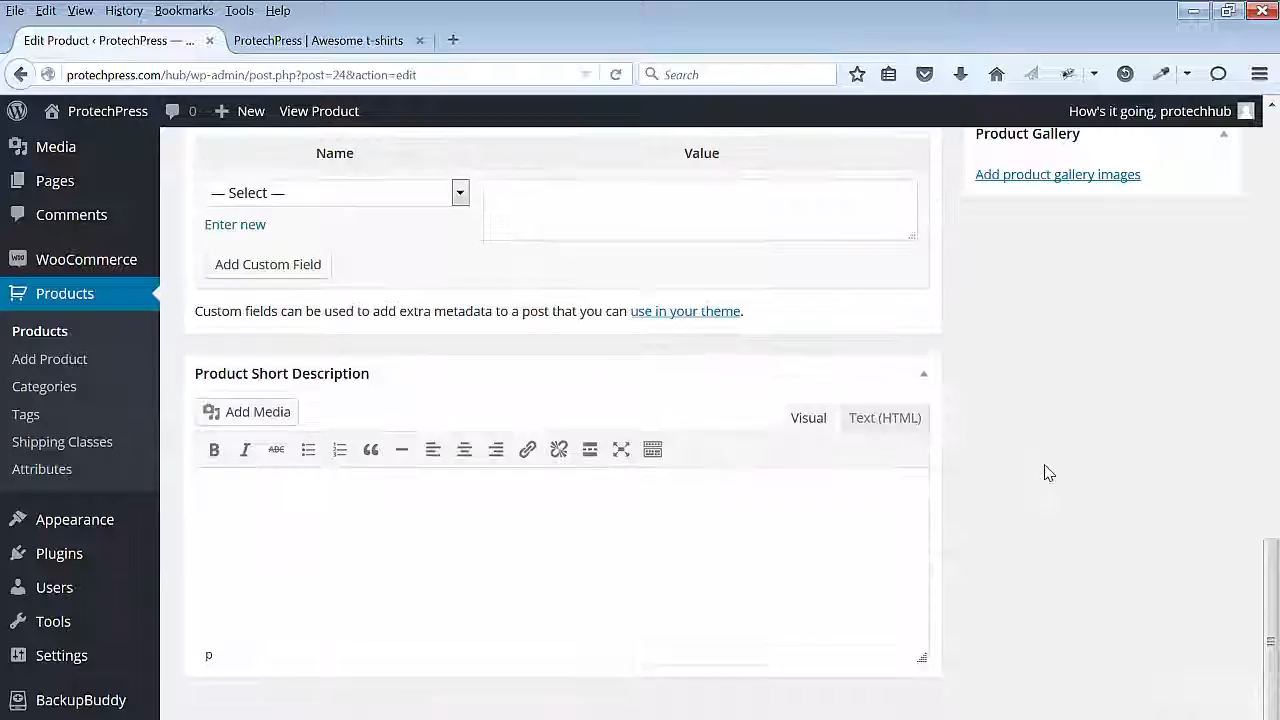 File Edit View History Bookmarks Tools Help
Edit Product ‹ ProtechPress — ... × ProtechPress | Awesome t-shirts × +
protechpress.com/hub/wp-admin/post.php?post=24&action=edit Search
ProtechPress 0 New View Product How's it going, protechhub
Media
Pages
Comments
WooCommerce
Products
Products
Add Product
Categories
Tags
Shipping Classes
Attributes
Appearance
Plugins
Users
Tools
Settings
BackupBuddy
Name Value
— Select —
Enter new
Add Custom Field
Custom fields can be used to add extra metadata to a post that you can use in your theme.
Product Short Description
Add Media Visual Text (HTML)
B I ABC
p
Product Gallery
Add product gallery images